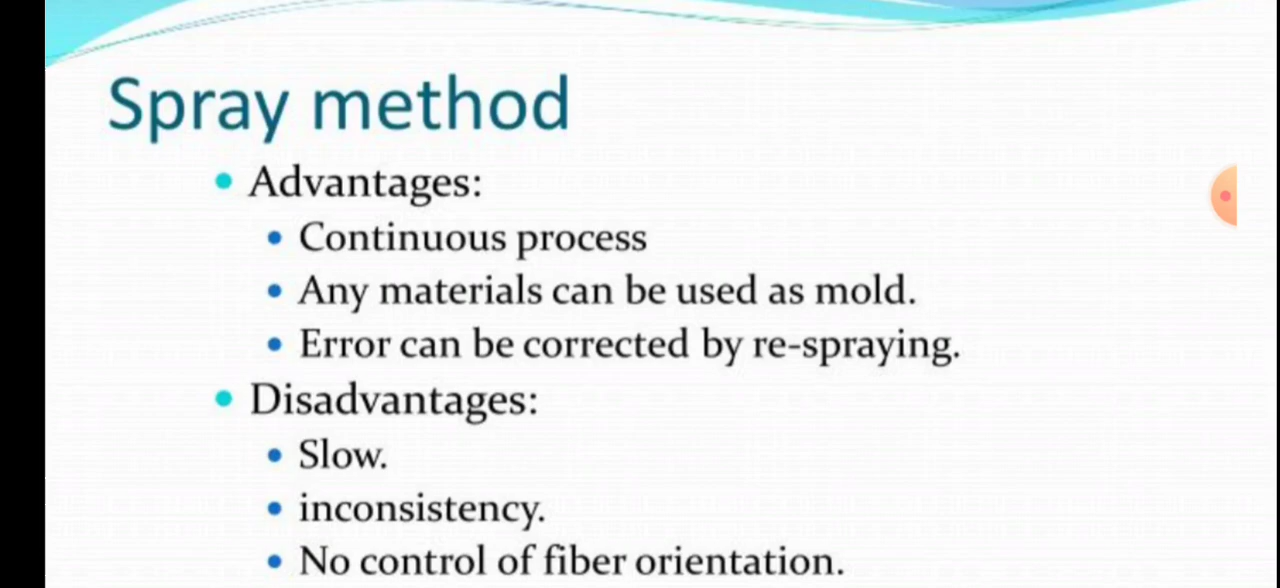 Spray method
Advantages:
Continuous process
Any materials can be used as mold.
Error can be corrected by re-spraying.
Disadvantages:
Slow.
inconsistency.
No control of fiber orientation.